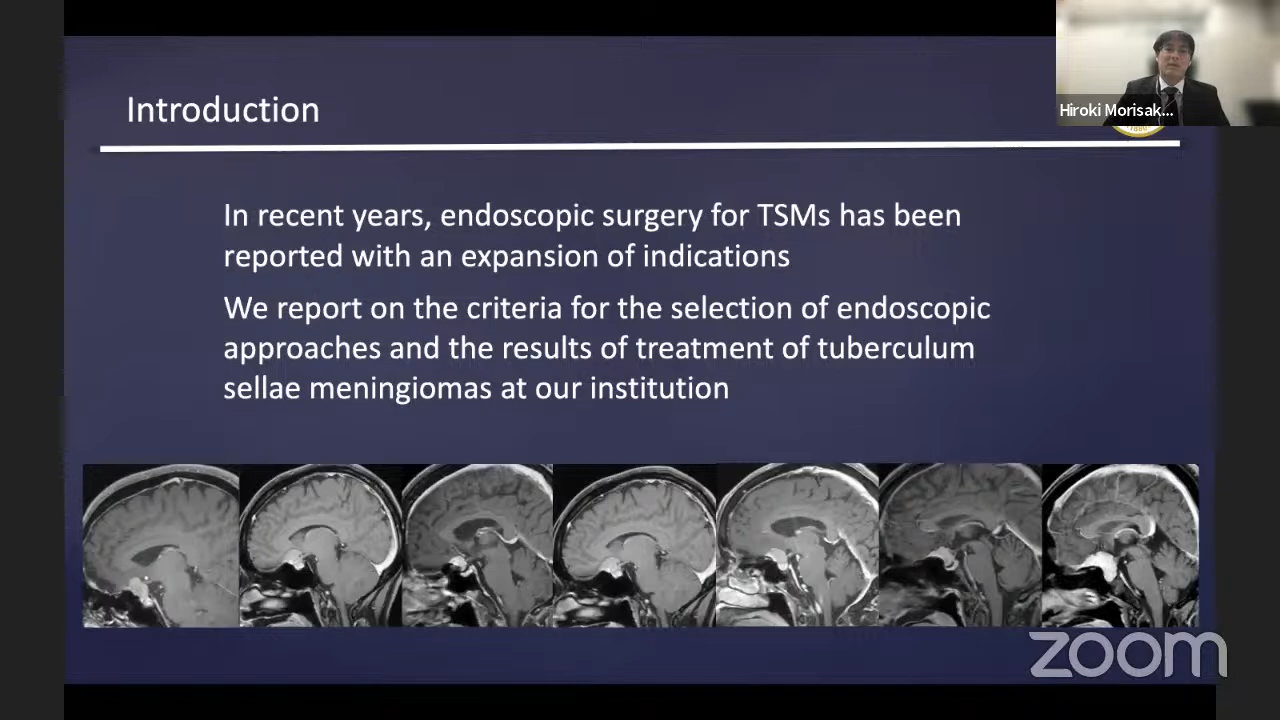 Introduction
Hiroki Morisak...
In recent years, endoscopic surgery for TSMs has been
reported with an expansion of indications
We report on the criteria for the selection of endoscopic
approaches and the results of treatment of tuberculum
sellae meningiomas at our institution
zoom